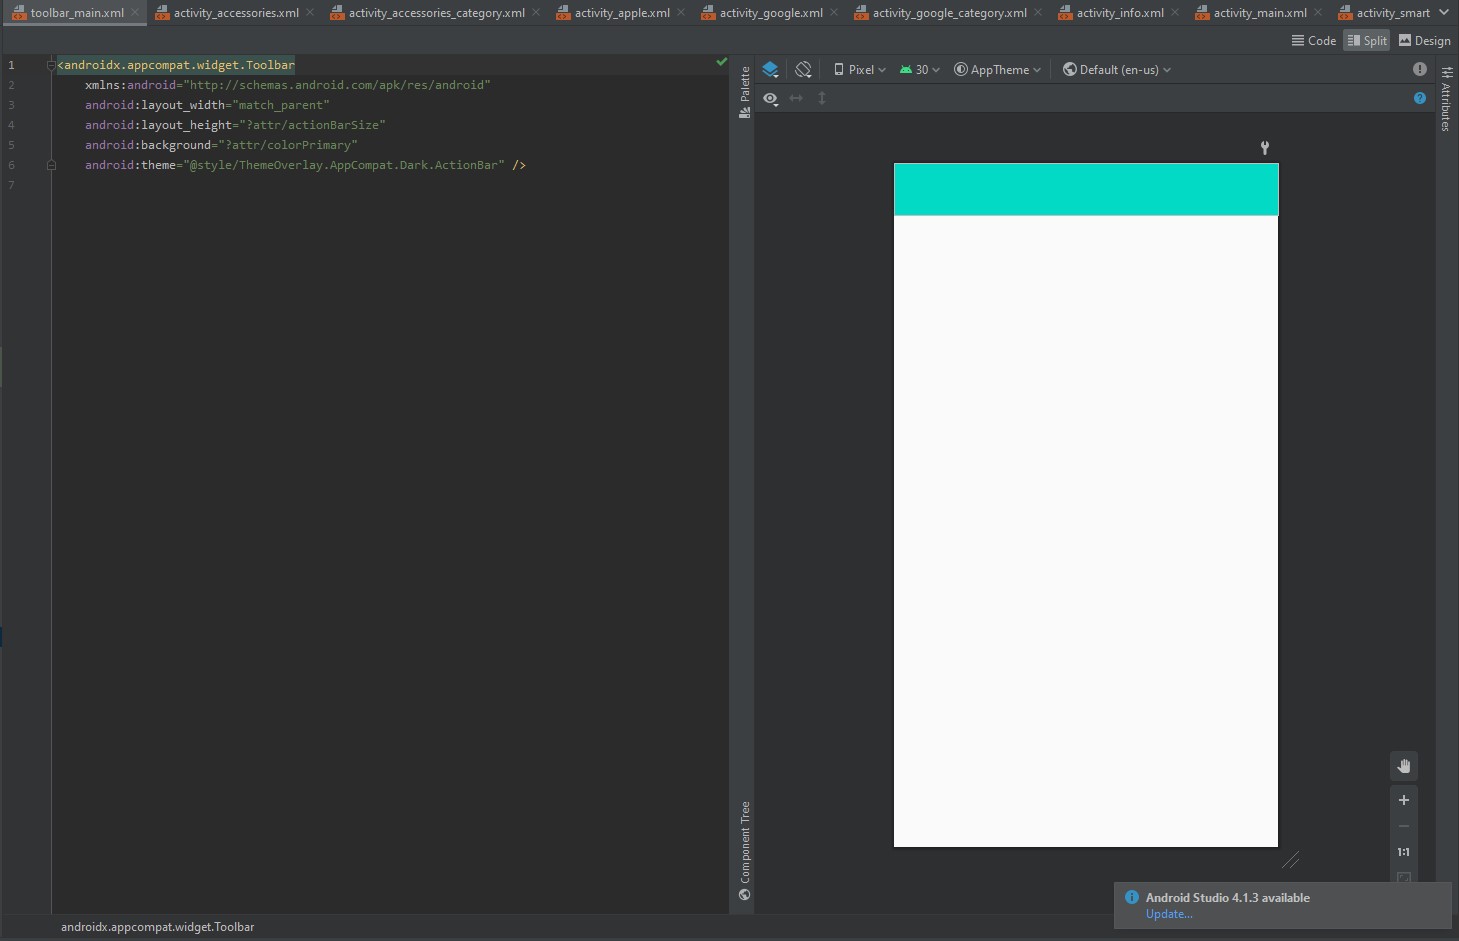 toolbar_main.xml activity_accessories.xml activity_accessories_category.xml activity_apple.xml activity_google.xml activity_google_category.xml activity_info.xml activity_main.xml activity_smart
Code Split Design
1 <androidx.appcompat.widget.Toolbar
2 xmlns:android="http://schemas.android.com/apk/res/android"
3 android:layout_width="match_parent"
4 android:layout_height="?attr/actionBarSize"
5 android:background="?attr/colorPrimary"
6 android:theme="@style/ThemeOverlay.AppCompat.Dark.ActionBar" />
7
Palette
Pixel 30 AppTheme Default (en-us)
Attributes
Component Tree
1:1
Android Studio 4.1.3 available
Update...
androidx.appcompat.widget.Toolbar